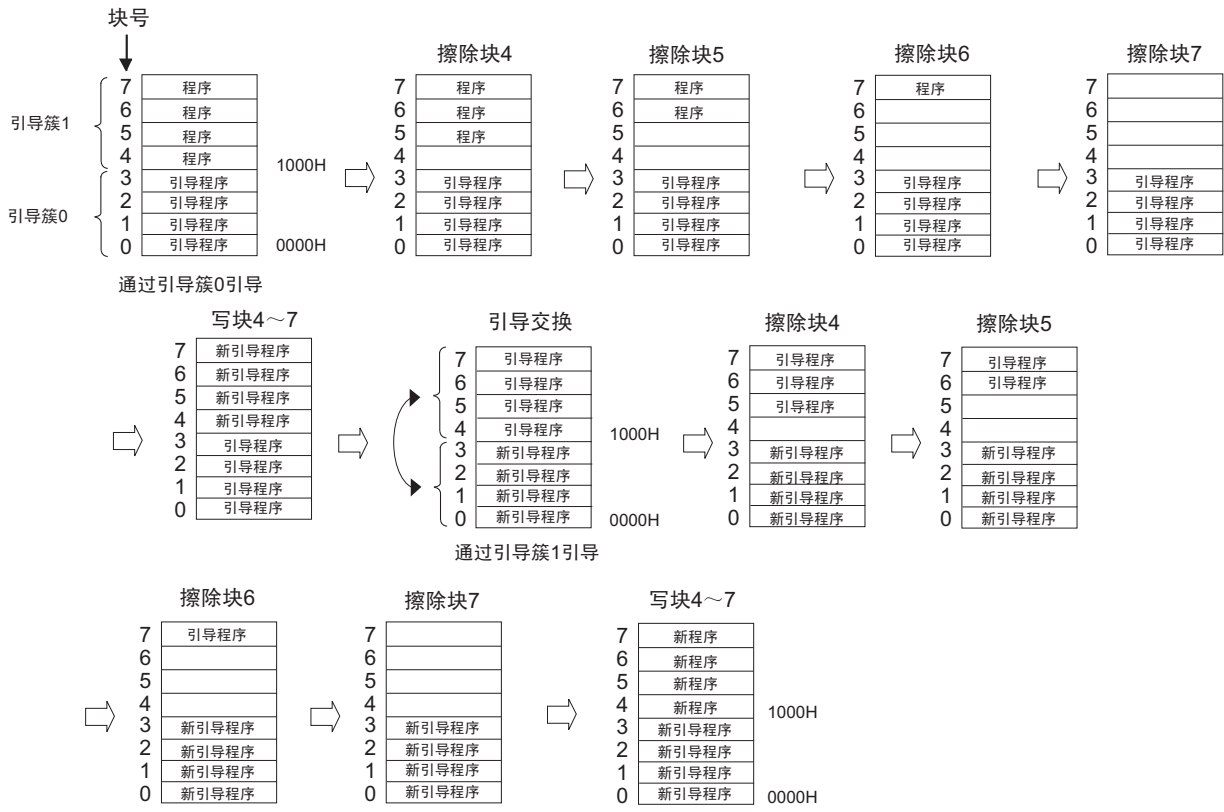 块号
擦除块4
擦除块5
擦除块6
擦除块7
引导簇1
引导簇0
7 程序
6 程序
5 程序
4 程序
3 引导程序
2 引导程序
1 引导程序
0 引导程序
1000H
0000H
通过引导簇0引导
7 程序
6 程序
5 程序
4
3 引导程序
2 引导程序
1 引导程序
0 引导程序
7 程序
6 程序
5
4
3 引导程序
2 引导程序
1 引导程序
0 引导程序
7 程序
6
5
4
3 引导程序
2 引导程序
1 引导程序
0 引导程序
7
6
5
4
3 引导程序
2 引导程序
1 引导程序
0 引导程序
写块4～7
7 新引导程序
6 新引导程序
5 新引导程序
4 新引导程序
3 引导程序
2 引导程序
1 引导程序
0 引导程序
引导交换
7 引导程序
6 引导程序
5 引导程序
4 引导程序
3 新引导程序
2 新引导程序
1 新引导程序
0 新引导程序
1000H
0000H
通过引导簇1引导
擦除块4
7 引导程序
6 引导程序
5 引导程序
4
3 新引导程序
2 新引导程序
1 新引导程序
0 新引导程序
擦除块5
7 引导程序
6 引导程序
5
4
3 新引导程序
2 新引导程序
1 新引导程序
0 新引导程序
擦除块6
7 引导程序
6
5
4
3 新引导程序
2 新引导程序
1 新引导程序
0 新引导程序
擦除块7
7
6
5
4
3 新引导程序
2 新引导程序
1 新引导程序
0 新引导程序
写块4～7
7 新程序
6 新程序
5 新程序
4 新程序
3 新引导程序
2 新引导程序
1 新引导程序
0 新引导程序
1000H
0000H